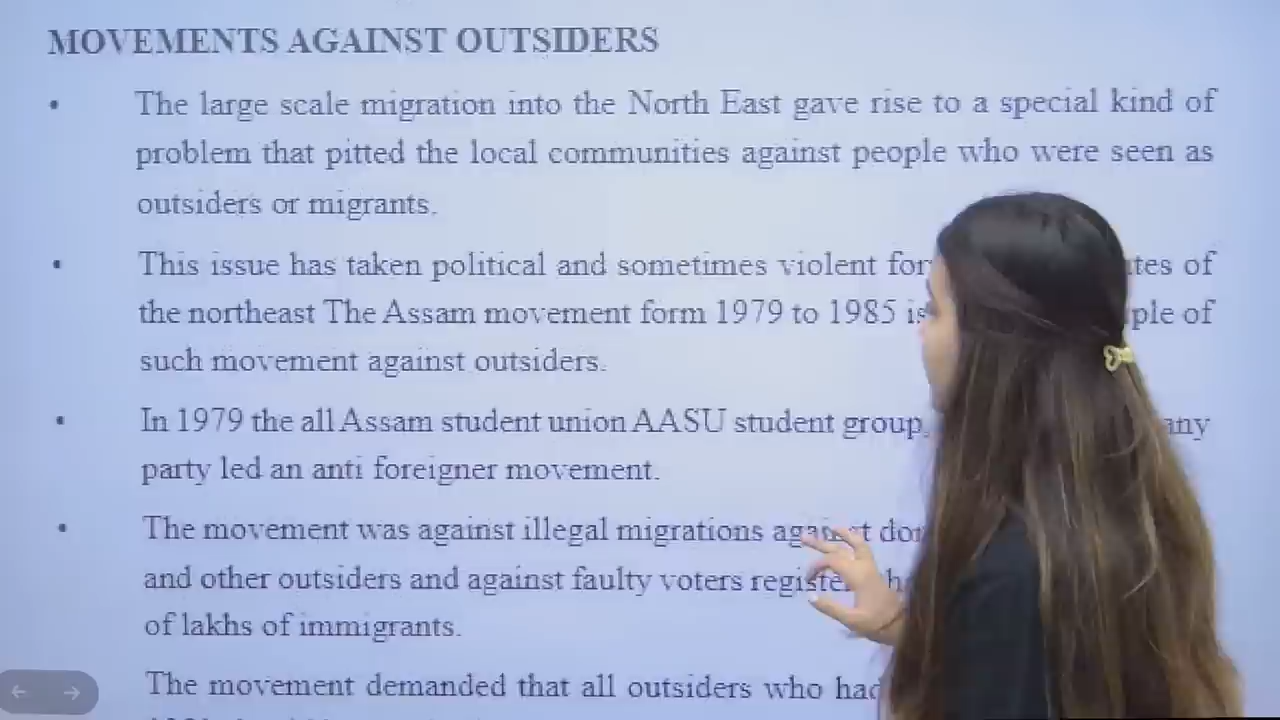 MOVEMENTS AGAINST OUTSIDERS
• The large scale migration into the North East gave rise to a special kind of
problem that pitted the local communities against people who were seen as
outsiders or migrants.
• This issue has taken political and sometimes violent of
the northeast The Assam movement form 1979 to 1985 is of
such movement against outsiders.
• In 1979 the all Assam student union AASU student group
party led an anti foreigner movement.
• The movement was against illegal migrations against
and other outsiders and against faulty voters
of lakhs of immigrants.
The movement demanded that all outsiders who had